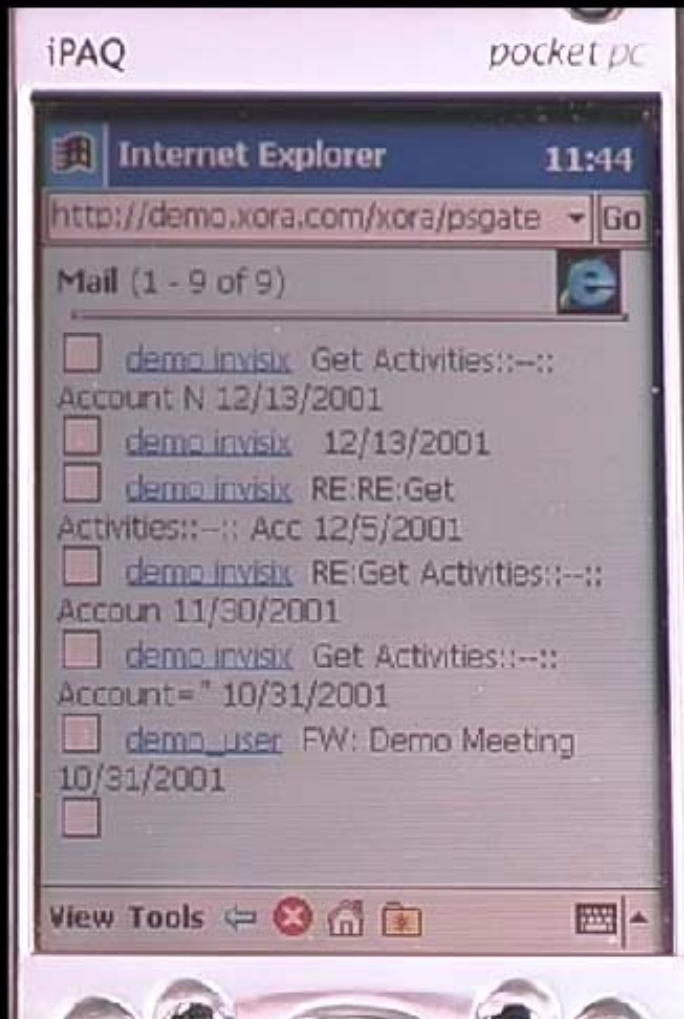 iPAQ pocket pc
Internet Explorer 11:44
http://demo.xora.com/xora/psgate Go
Mail (1 - 9 of 9)
demo invisix Get Activities::--::
Account N 12/13/2001
demo invisix 12/13/2001
demo invisix RE:RE:Get
Activities::--:: Acc 12/5/2001
demo invisix RE:Get Activities::--::
Accoun 11/30/2001
demo invisix Get Activities::--::
Account=" 10/31/2001
demo_user FW: Demo Meeting
10/31/2001
View Tools